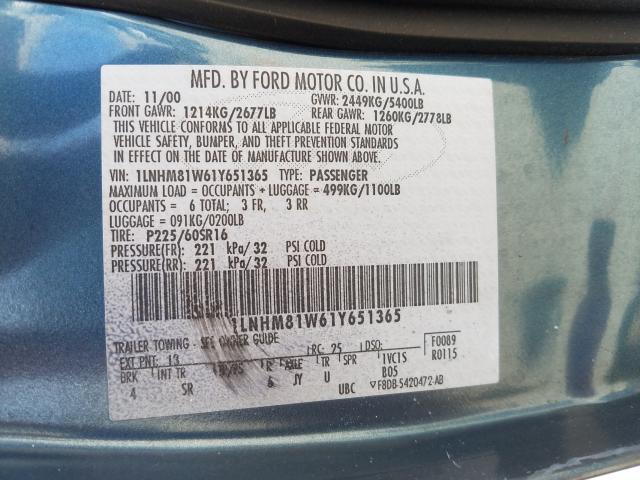 MFD. BY FORD MOTOR CO. IN U.S.A.
DATE: 11/00 GVWR: 2449KG/5400LB
FRONT GAWR: 1214KG/2677LB REAR GAWR: 1260KG/2778LB
THIS VEHICLE CONFORMS TO ALL APPLICABLE FEDERAL MOTOR
VEHICLE SAFETY, BUMPER, AND THEFT PREVENTION STANDARDS
IN EFFECT ON THE DATE OF MANUFACTURE SHOWN ABOVE.
VIN: 1LNHM81W61Y651365 TYPE: PASSENGER
MAXIMUM LOAD = OCCUPANTS + LUGGAGE = 499KG/1100LB
OCCUPANTS = 6 TOTAL; 3 FR, 3 RR
LUGGAGE = 091KG/0200LB
TIRE: P225/60SR16
PRESSURE(FR): 221 kPa/32 PSI COLD
PRESSURE(RR): 221 kPa/32 PSI COLD
1LNHM81W61Y651365
TRAILER TOWING - SEE OWNER GUIDE
EXT PNT: 13 RC: 25 DSO: F0089
BRK INT TR R AXLE TR SPR 1VC1S R0115
4 SR 6 JY U B05
UBC F8DB-5420472-AB